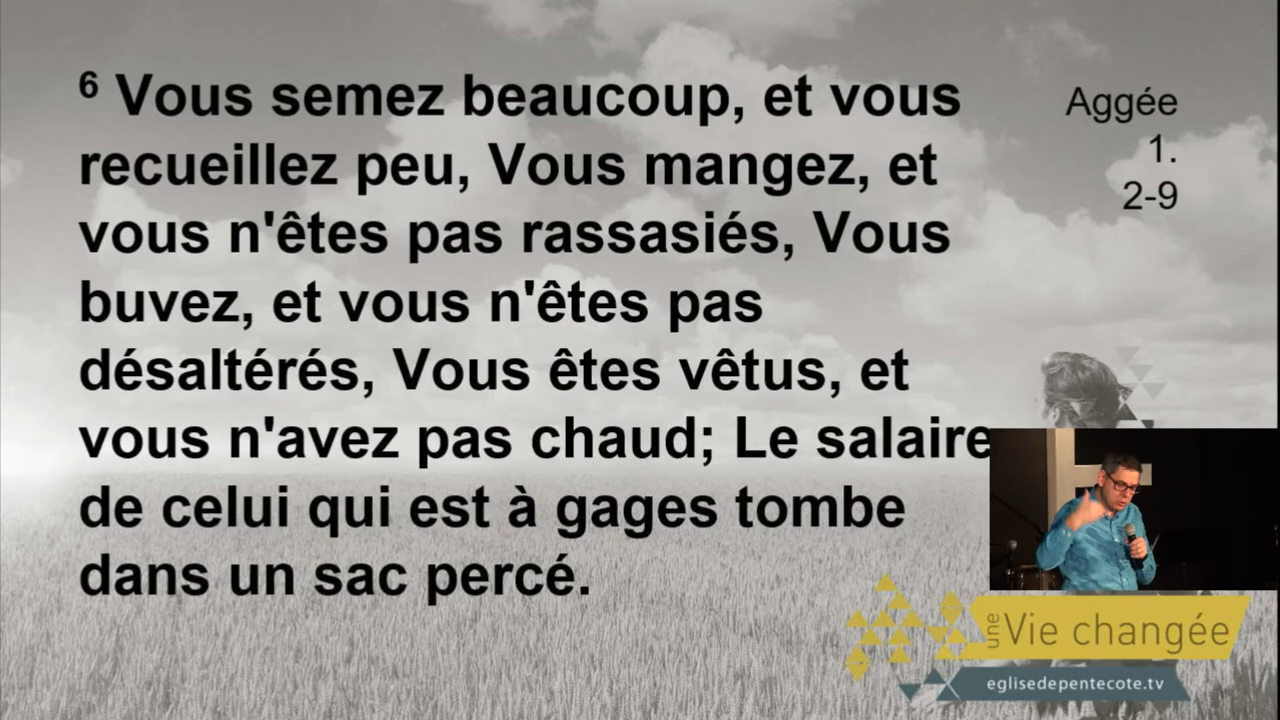 6 Vous semez beaucoup, et vous
recueillez peu, Vous mangez, et
vous n'êtes pas rassasiés, Vous
buvez, et vous n'êtes pas
désaltérés, Vous êtes vêtus, et
vous n'avez pas chaud; Le salaire
de celui qui est à gages tombe
dans un sac percé.
Aggée
1.
2-9
une
Vie changée
eglisedepentecote.tv